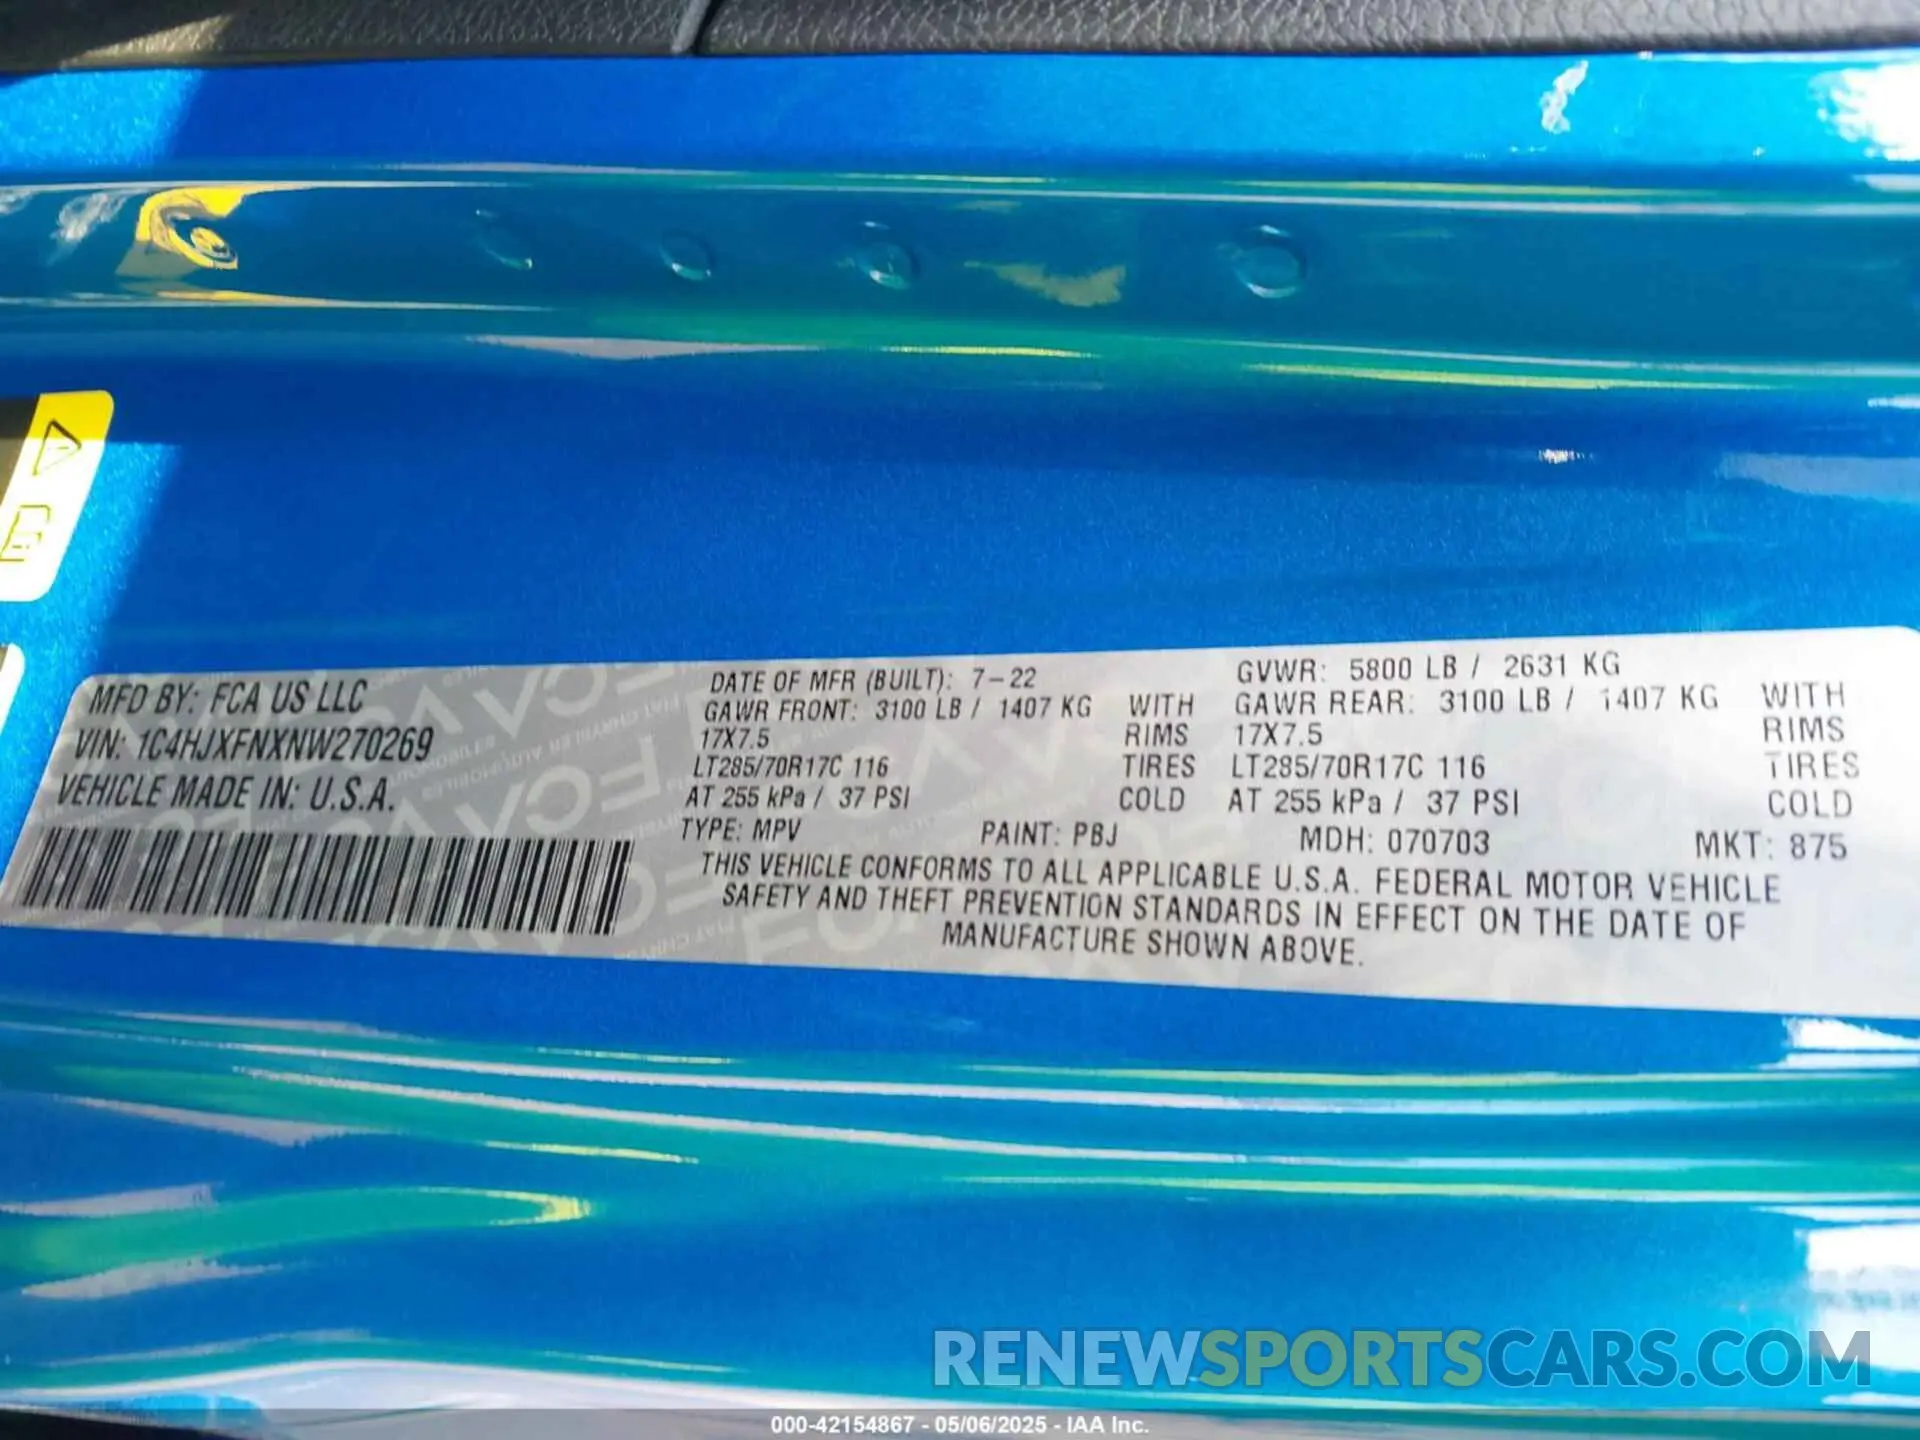 MFD BY: FCA US LLC
VIN: 1C4HJXFNXNW270269
VEHICLE MADE IN: U.S.A.
DATE OF MFR (BUILT): 7-22
GVWR: 5800 LB / 2631 KG
GAWR FRONT: 3100 LB / 1407 KG WITH
GAWR REAR: 3100 LB / 1407 KG WITH
17X7.5 RIMS
17X7.5 RIMS
LT285/70R17C 116 TIRES
LT285/70R17C 116 TIRES
AT 255 kPa / 37 PSI COLD
AT 255 kPa / 37 PSI COLD
TYPE: MPV PAINT: PBJ MDH: 070703 MKT: 875
THIS VEHICLE CONFORMS TO ALL APPLICABLE U.S.A. FEDERAL MOTOR VEHICLE
SAFETY AND THEFT PREVENTION STANDARDS IN EFFECT ON THE DATE OF
MANUFACTURE SHOWN ABOVE.
RENEWSPORTSCARS.COM
000-42154867 - 05/06/2025 - IAA Inc.